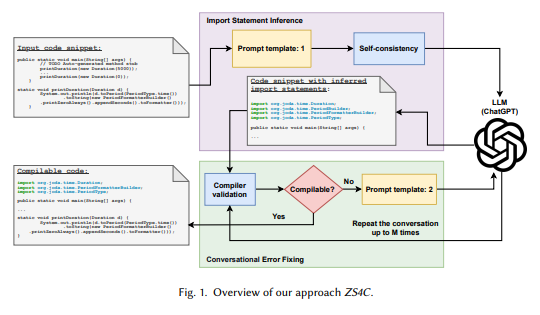 Import Statement Inference
Input code snippet:
public static void main(String[] args) {
// TODO Auto-generated method stub
printDuration(new Duration(5000));
printDuration(new Duration(0));
}
static void printDuration(Duration d) {
System.out.println(d.toPeriod(PeriodType.time())
.toString(new PeriodFormatterBuilder()
.printZeroAlways().appendSeconds().toFormatter()));
}
Prompt template: 1
Self-consistency
Code snippet with inferred
import statements:
import org.joda.time.Duration;
import org.joda.time.PeriodBuilder;
import org.joda.time.PeriodFormatterBuilder;
import org.joda.time.PeriodType;
public static void main(String[] args) {
...
LLM
(ChatGPT)
Compilable code:
import org.joda.time.Duration;
import org.joda.time.PeriodFormatterBuilder;
import org.joda.time.PeriodType;
public static void main(String[] args) {
...
static void printDuration(Duration d) {
System.out.println(d.toPeriod(PeriodType.time())
.toString(new PeriodFormatterBuilder()
.printZeroAlways().appendSeconds().toFormatter()));
}
Compiler
validation
Compilable?
No
Yes
Prompt template: 2
Repeat the conversation
up to M times
Conversational Error Fixing
Fig. 1. Overview of our approach ZS4C.